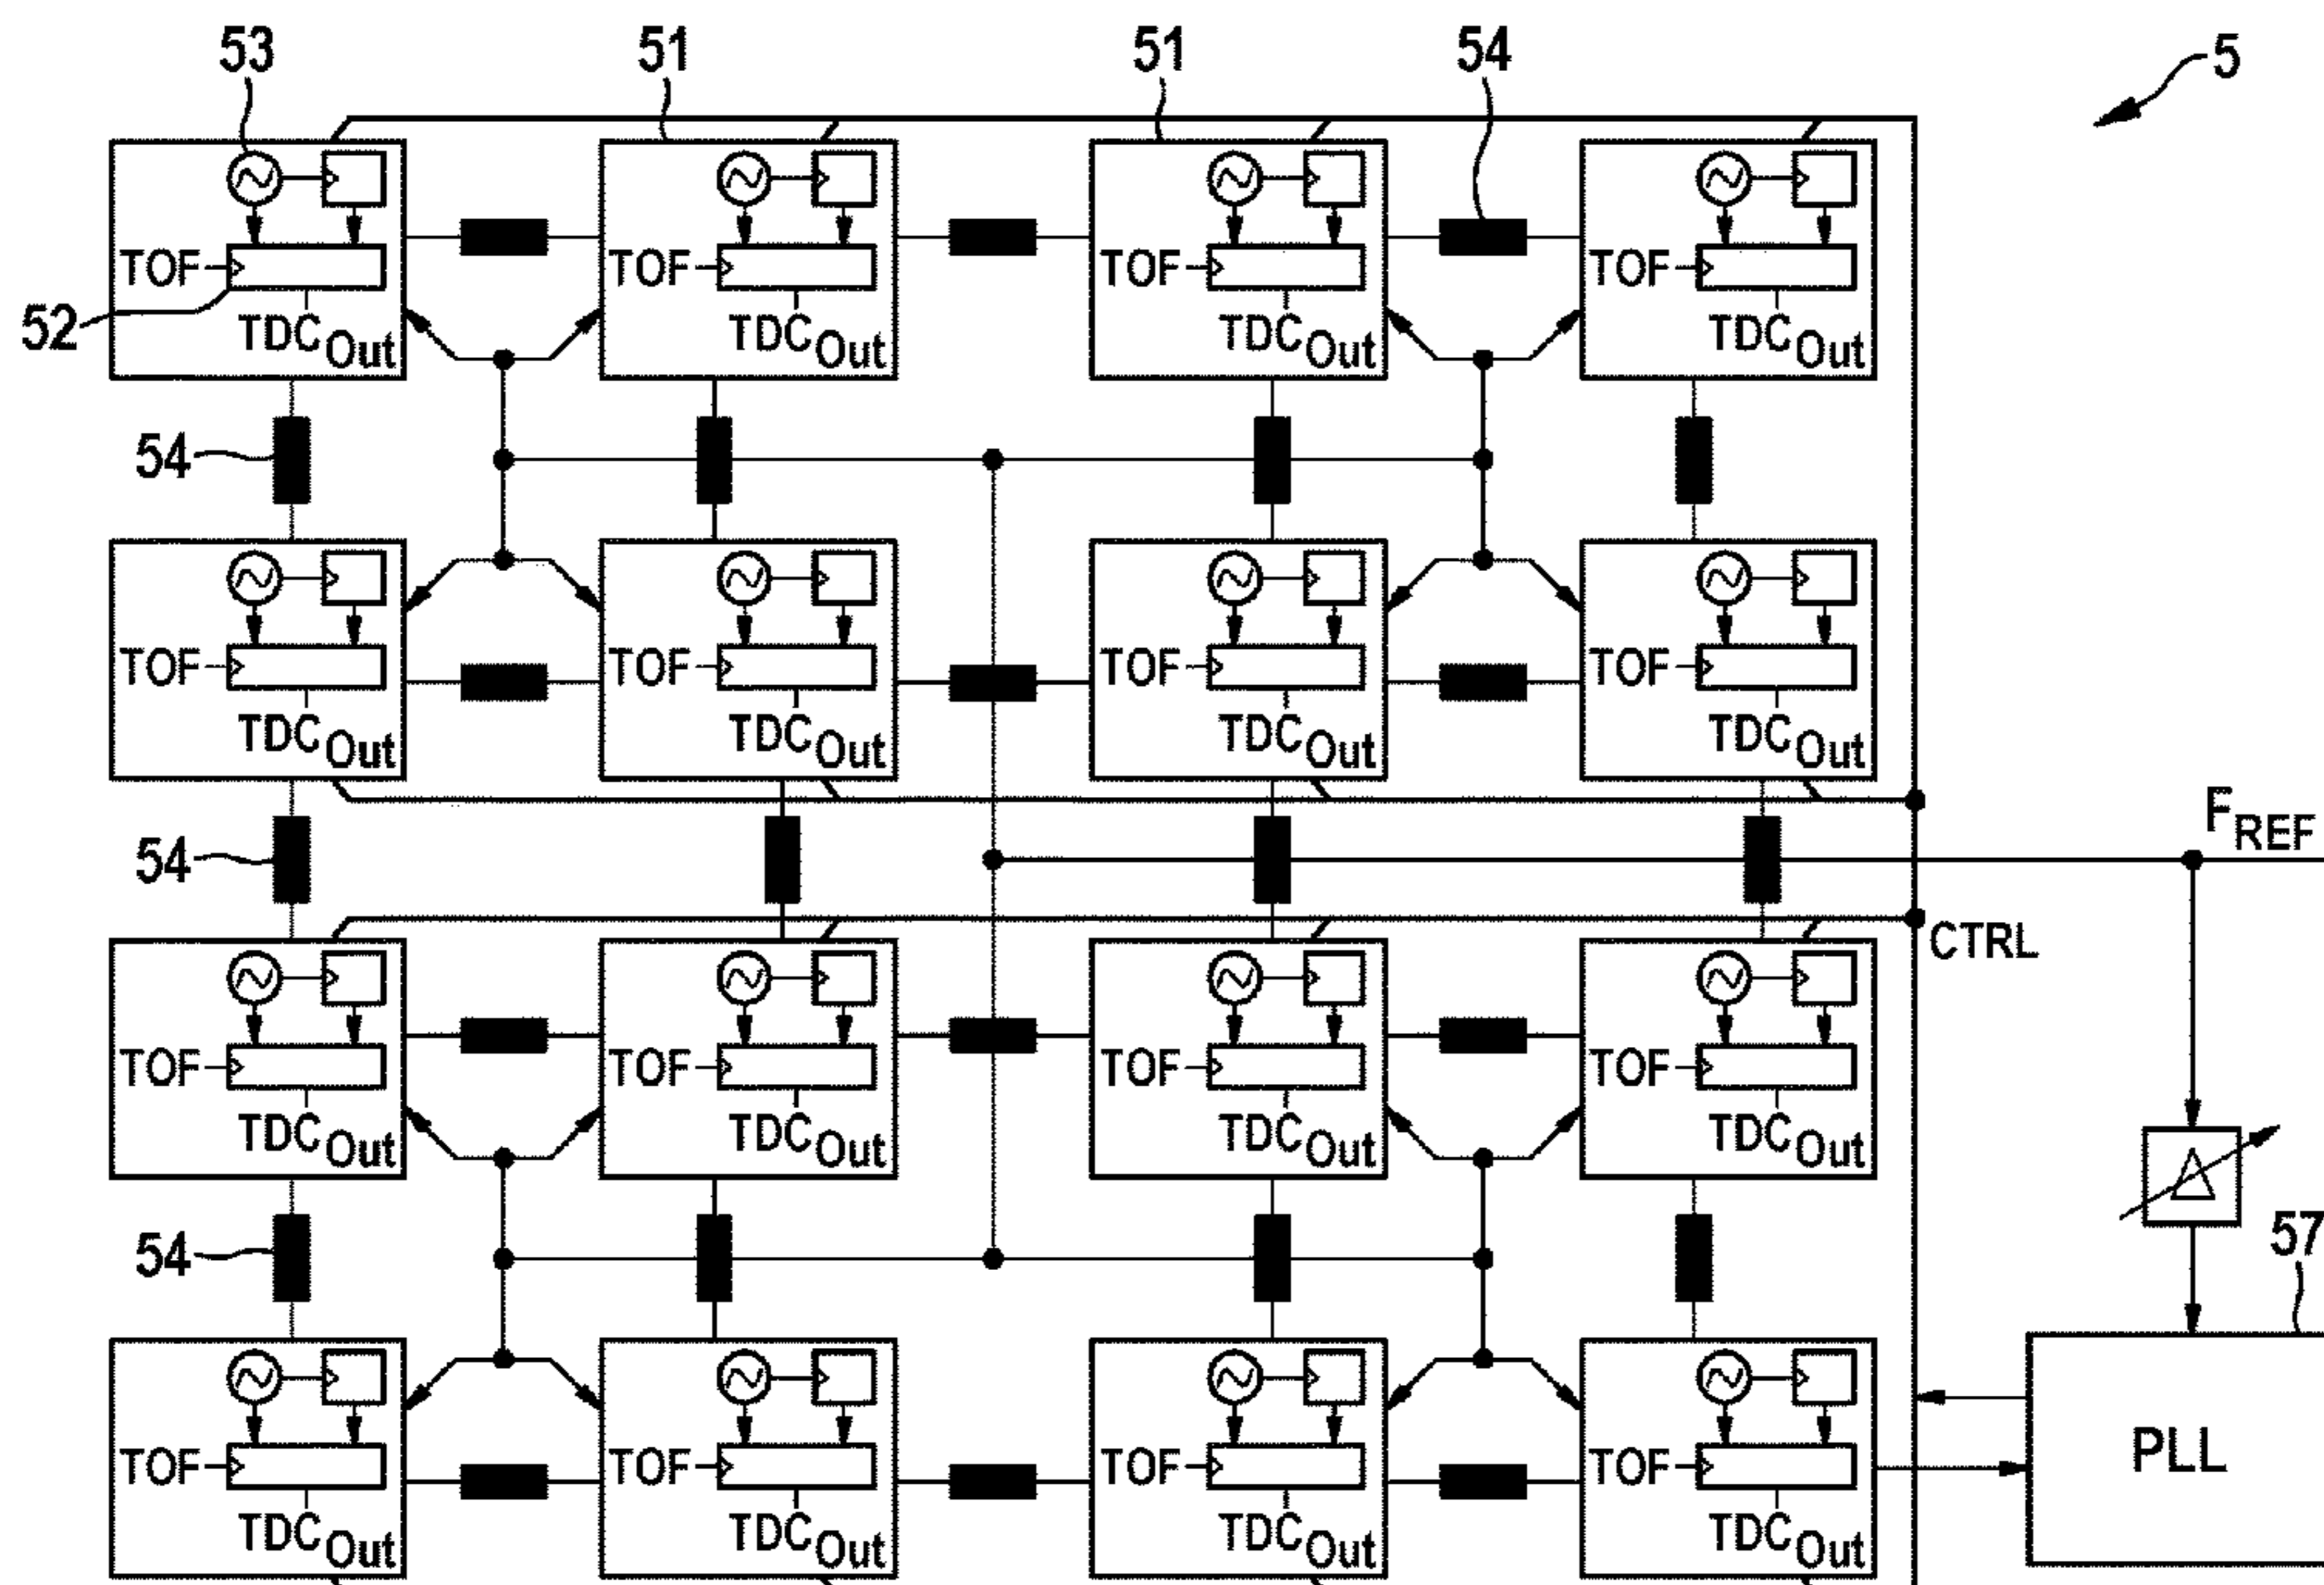 53 51 51 54 5
TOF TOF TOF TOF
52 TDCOut TDCOut TDCOut TDCOut
54
TOF TOF TOF TOF
TDCOut TDCOut TDCOut TDCOut
FREF
54
CTRL
TOF TOF TOF TOF
TDCOut TDCOut TDCOut TDCOut
54 57
TOF TOF TOF TOF PLL
TDCOut TDCOut TDCOut TDCOut